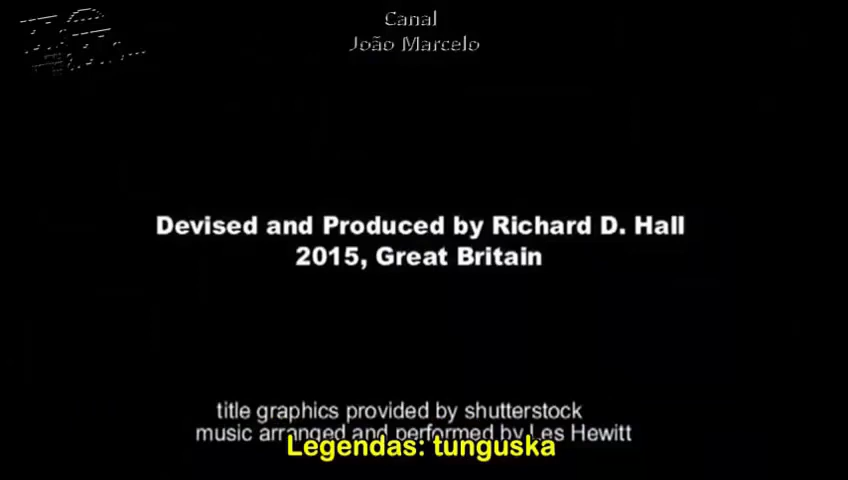 Canal
João Marcelo
Devised and Produced by Richard D. Hall
2015, Great Britain
title graphics provided by shutterstock
music arranged and performed by Les Hewitt
Legendas: tunguska